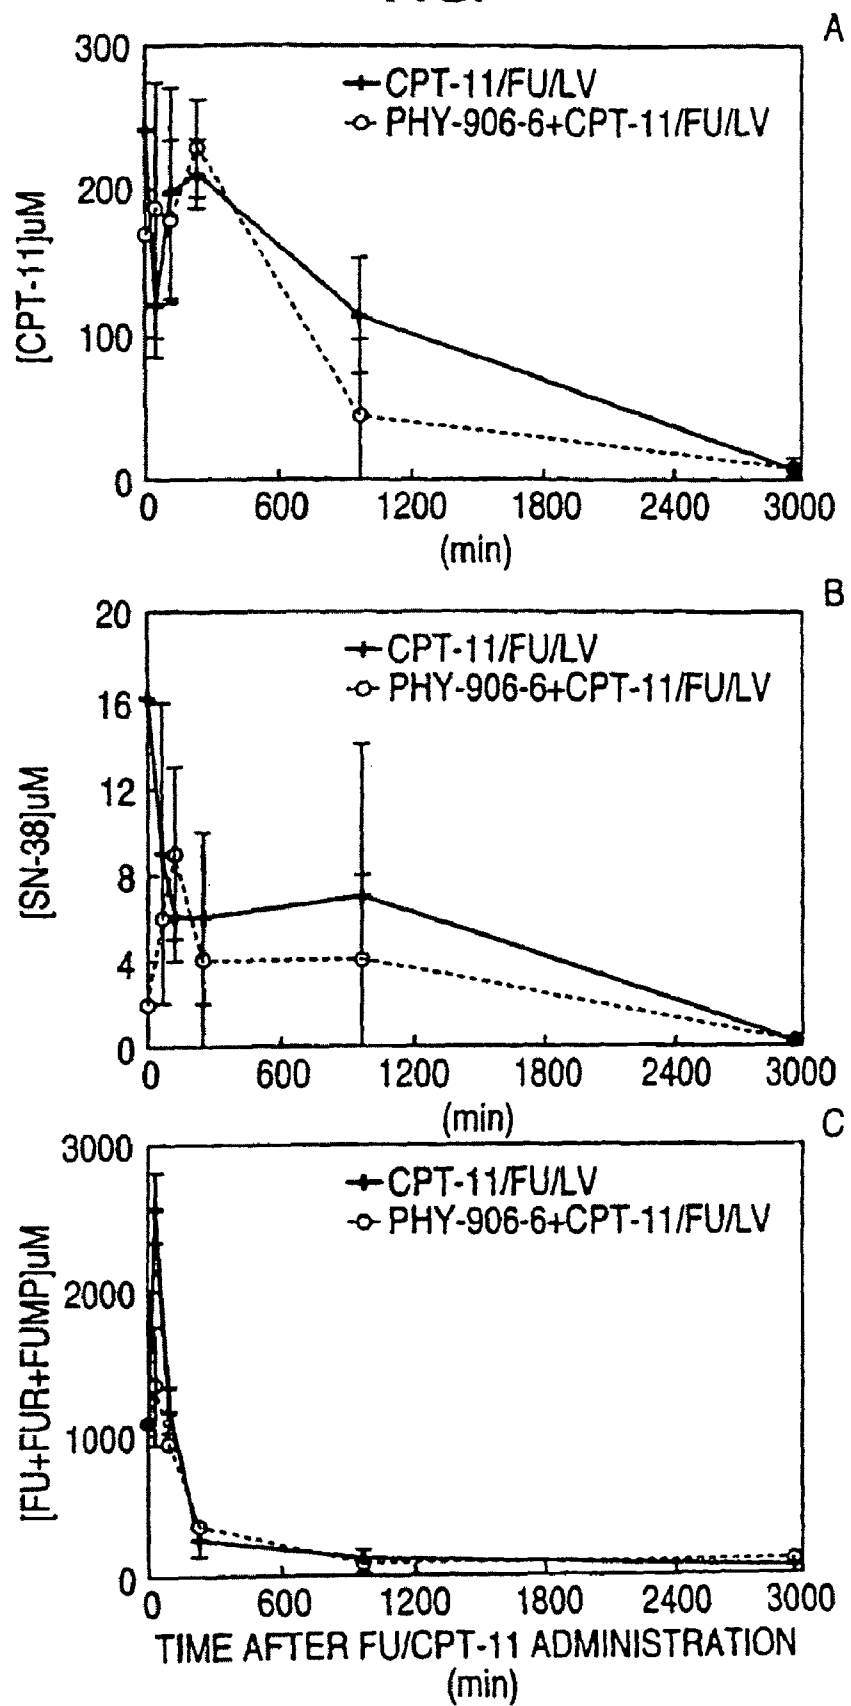 A
300
200
100
0
[CPT-11]uM
CPT-11/FU/LV
PHY-906-6+CPT-11/FU/LV
0 600 1200 1800 2400 3000
(min)
B
20
16
12
8
4
0
[SN-38]uM
CPT-11/FU/LV
PHY-906-6+CPT-11/FU/LV
0 600 1200 1800 2400 3000
(min)
C
3000
2000
1000
0
[FU+FUR+FUMP]uM
CPT-11/FU/LV
PHY-906-6+CPT-11/FU/LV
0 600 1200 1800 2400 3000
TIME AFTER FU/CPT-11 ADMINISTRATION
(min)